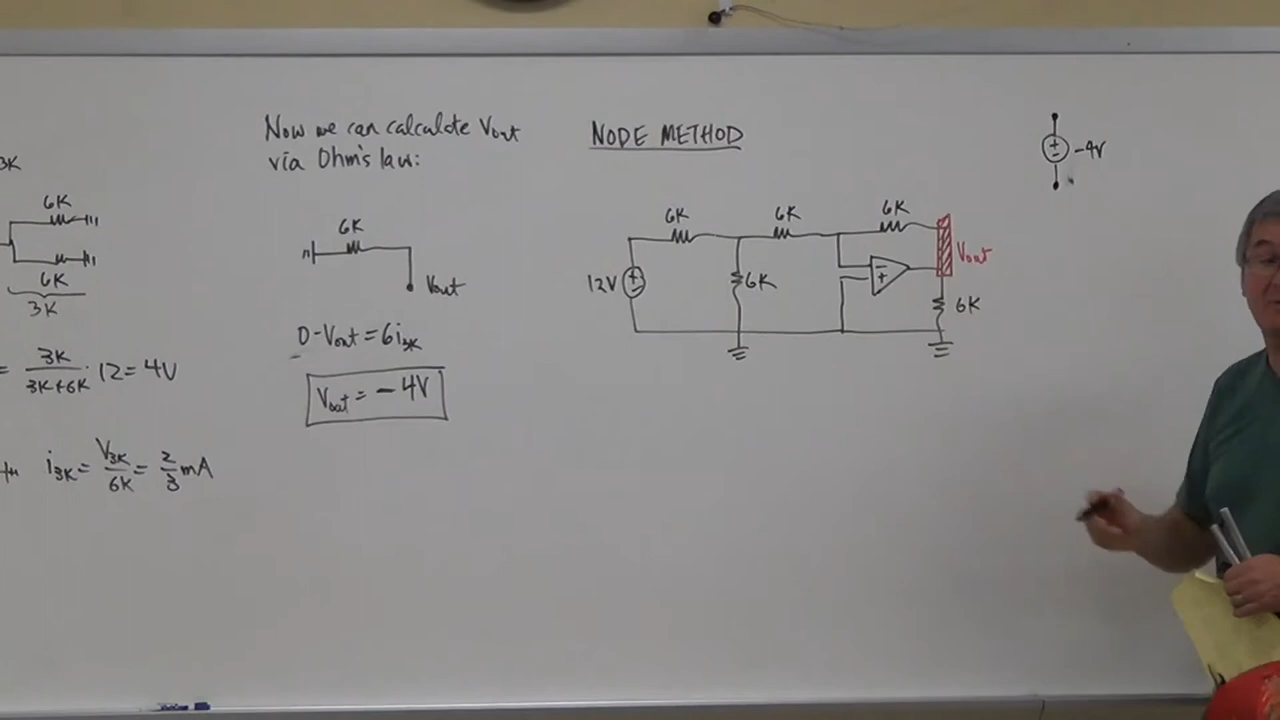 3K
6K
6K
3K
= 3K/3K+6K · 12 = 4V
i3K = V3K/6K = 2/3 mA
Now we can calculate Vout
via Ohm's law:
6K
Vout
0-Vout = 6i3K
Vout = -4V
NODE METHOD
6K
6K
6K
12V
6K
Vout
6K
-4V